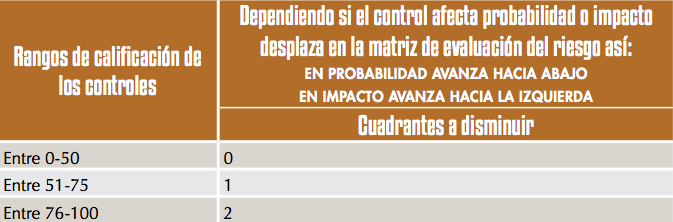 Rangos de calificación de
los controles
Dependiendo si el control afecta probabilidad o impacto
desplaza en la matriz de evaluación del riesgo así:
EN PROBABILIDAD AVANZA HACIA ABAJO
EN IMPACTO AVANZA HACIA LA IZQUIERDA
Cuadrantes a disminuir
Entre 0-50 0
Entre 51-75 1
Entre 76-100 2